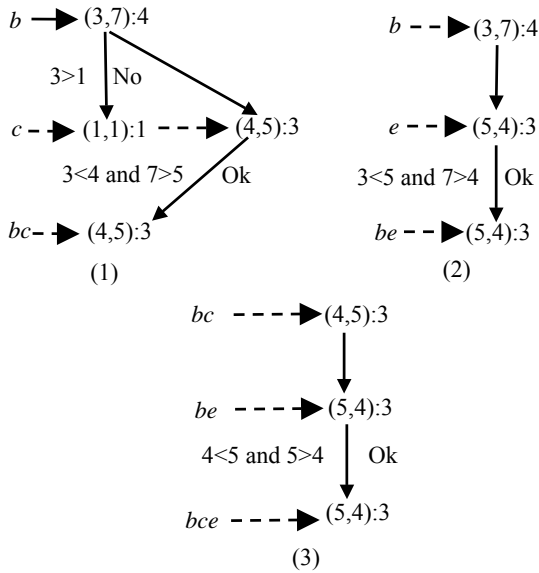 b (3,7):4
3>1 No
c (1,1):1 (4,5):3
3<4 and 7>5 Ok
bc (4,5):3
(1)
b (3,7):4
e (5,4):3
3<5 and 7>4 Ok
be (5,4):3
(2)
bc (4,5):3
be (5,4):3
4<5 and 5>4 Ok
bce (5,4):3
(3)